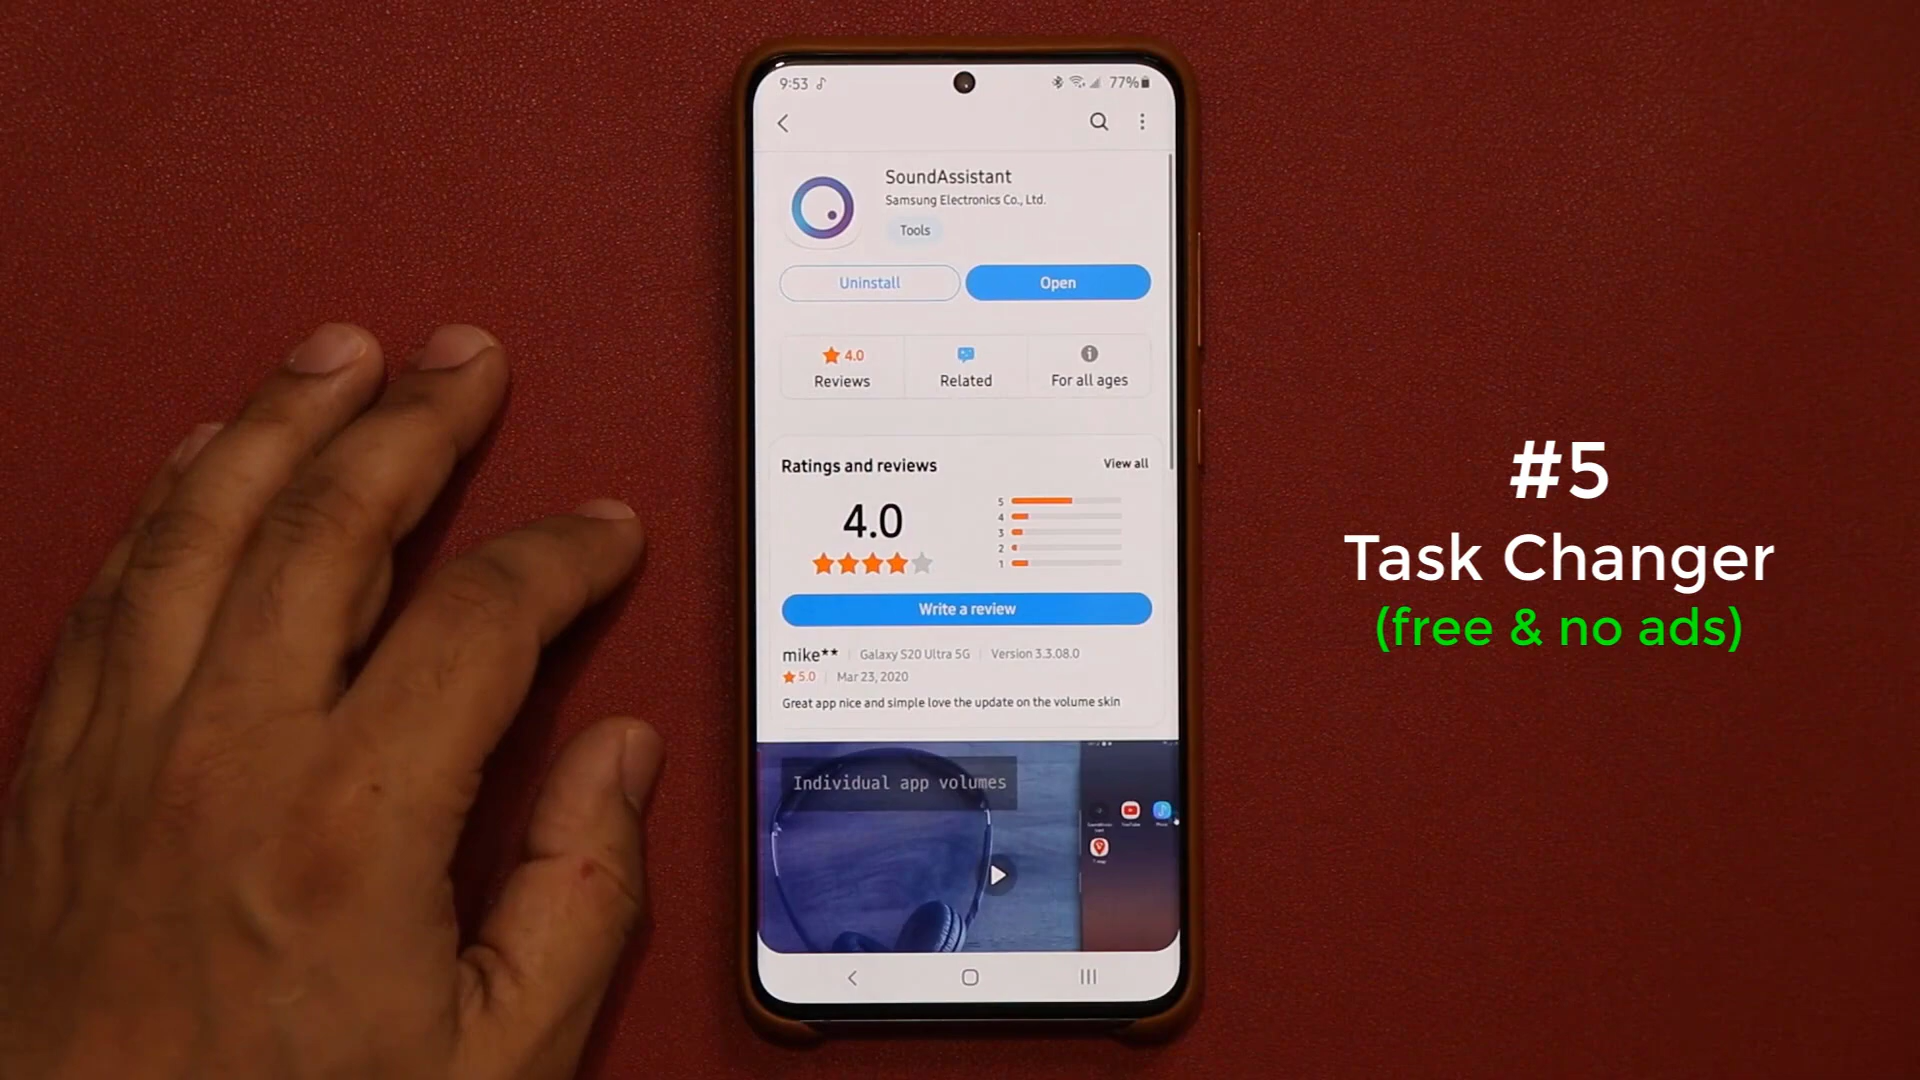 9:53
77%
SoundAssistant
Samsung Electronics Co., Ltd.
Tools
Uninstall
Open
4.0
Reviews
Related
For all ages
Ratings and reviews
View all
4.0
5
4
3
2
1
Write a review
mike** Galaxy S20 Ultra 5G Version 3.3.08.0
5.0 Mar 23, 2020
Great app nice and simple love the update on the volume skin
Individual app volumes
#5
Task Changer
(free & no ads)